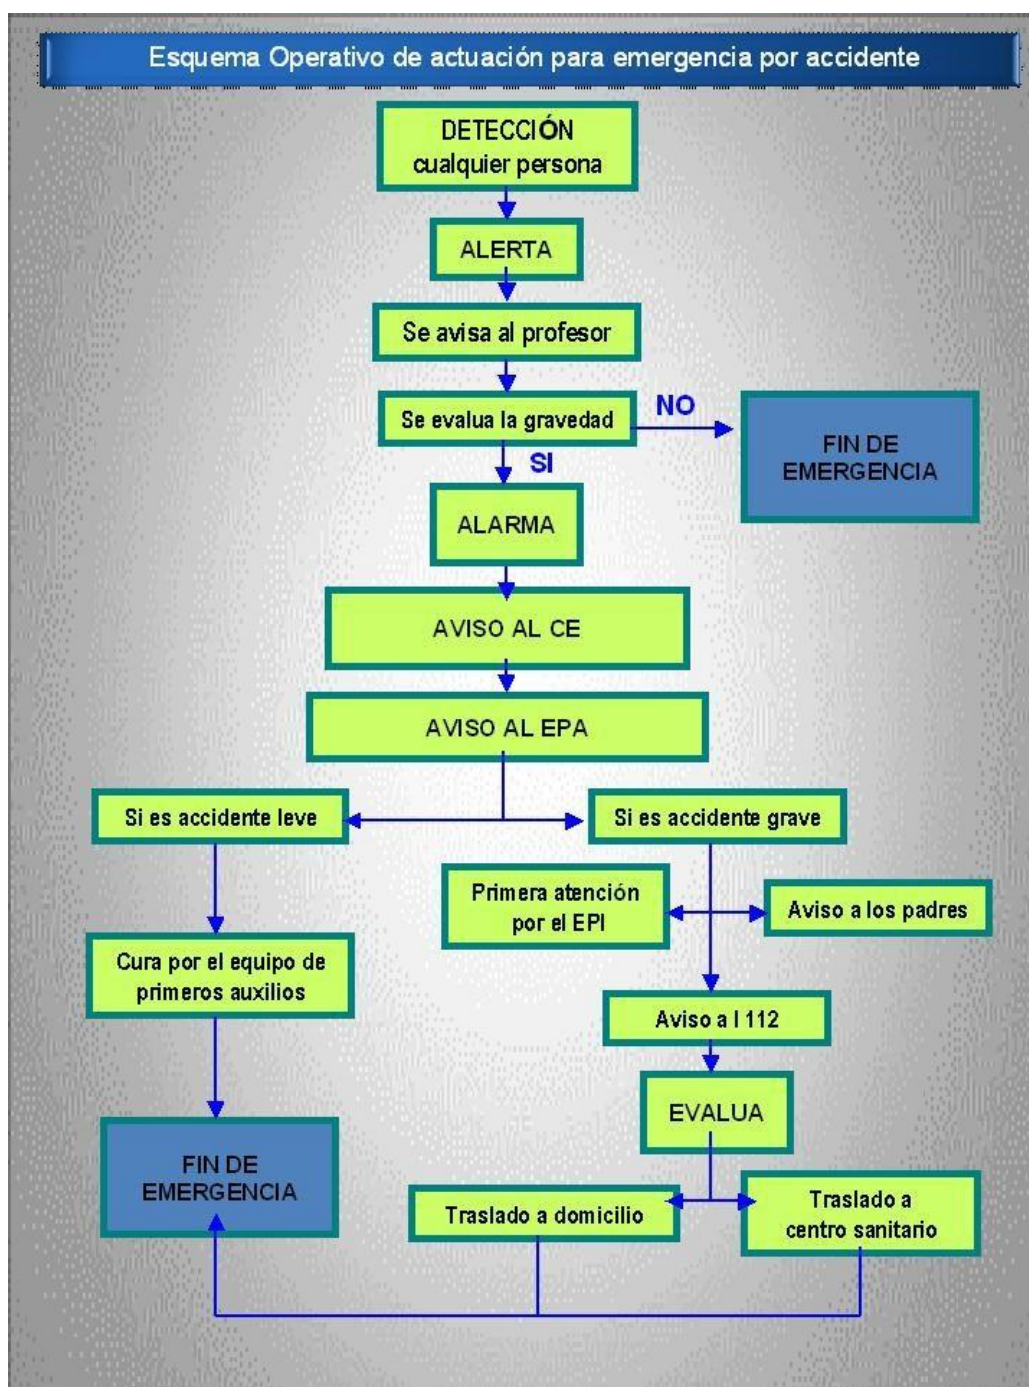 Esquema Operativo de actuación para emergencia por accidente
DETECCIÓN
cualquier persona
ALERTA
Se avisa al profesor
Se evalua la gravedad
NO
FIN DE
EMERGENCIA
SI
ALARMA
AVISO AL CE
AVISO AL EPA
Si es accidente leve
Si es accidente grave
Primera atención
por el EPI
Aviso a los padres
Cura por el equipo de
primeros auxilios
Aviso a l 112
EVALUA
FIN DE
EMERGENCIA
Traslado a domicilio
Traslado a
centro sanitario